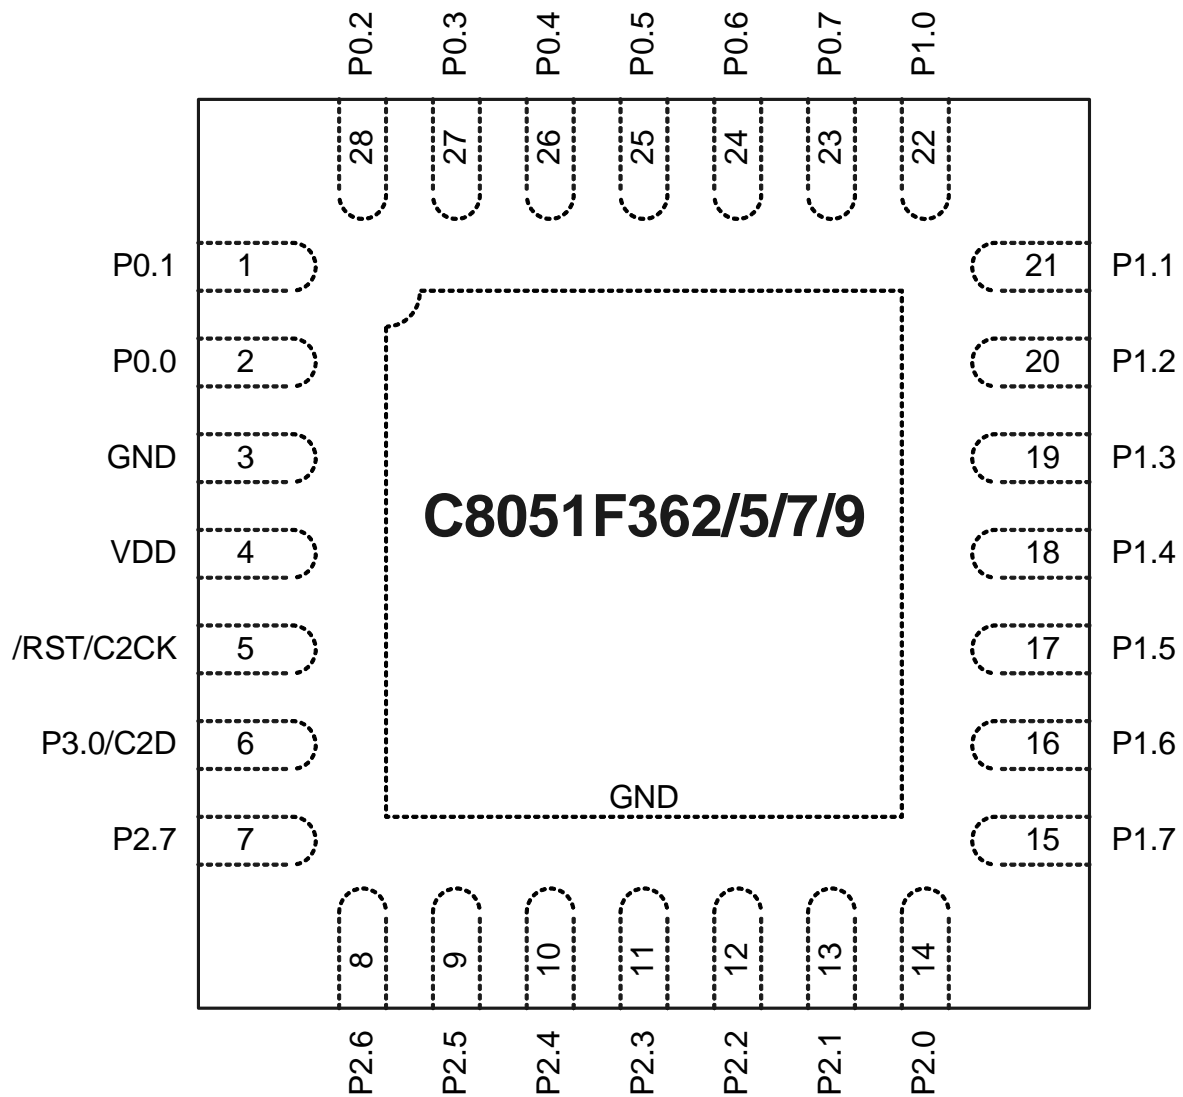 P0.2 P0.3 P0.4 P0.5 P0.6 P0.7 P1.0
28 27 26 25 24 23 22
P0.1 1 21 P1.1
P0.0 2 20 P1.2
GND 3 19 P1.3
C8051F362/5/7/9
VDD 4 18 P1.4
/RST/C2CK 5 17 P1.5
P3.0/C2D 6 16 P1.6
GND
P2.7 7 15 P1.7
8 9 10 11 12 13 14
P2.6 P2.5 P2.4 P2.3 P2.2 P2.1 P2.0